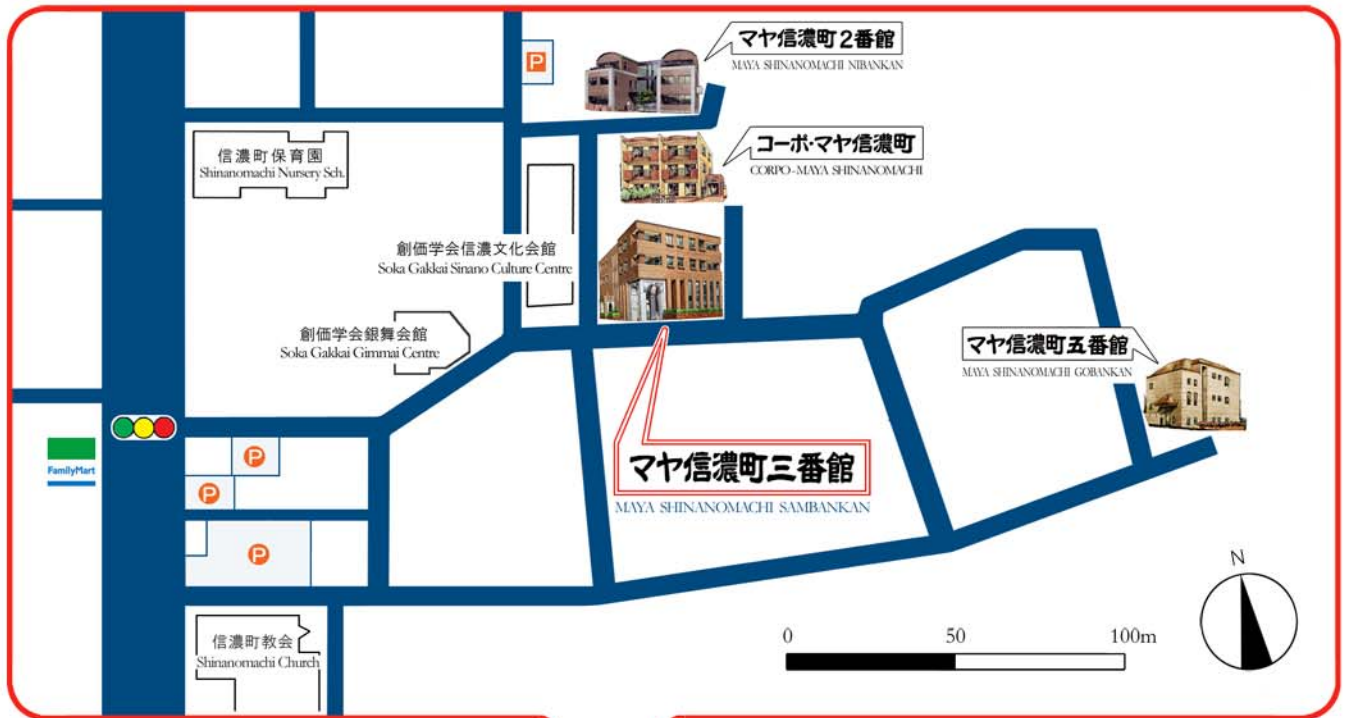 P
マヤ信濃町2番館
MAYA SHINANOMACHI NIBANKAN
コーポ・マヤ信濃町
CORPO-MAYA SHINANOMACHI
信濃町保育園
Shinanomachi Nursery Sch.
創価学会信濃文化会館
Soka Gakkai Sinano Culture Centre
創価学会銀舞会館
Soka Gakkai Gimmai Centre
マヤ信濃町五番館
MAYA SHINANOMACHI GOBANKAN
FamilyMart
P
P
P
マヤ信濃町三番館
MAYA SHINANOMACHI SAMBANKAN
信濃町教会
Shinanomachi Church
0 50 100m
N